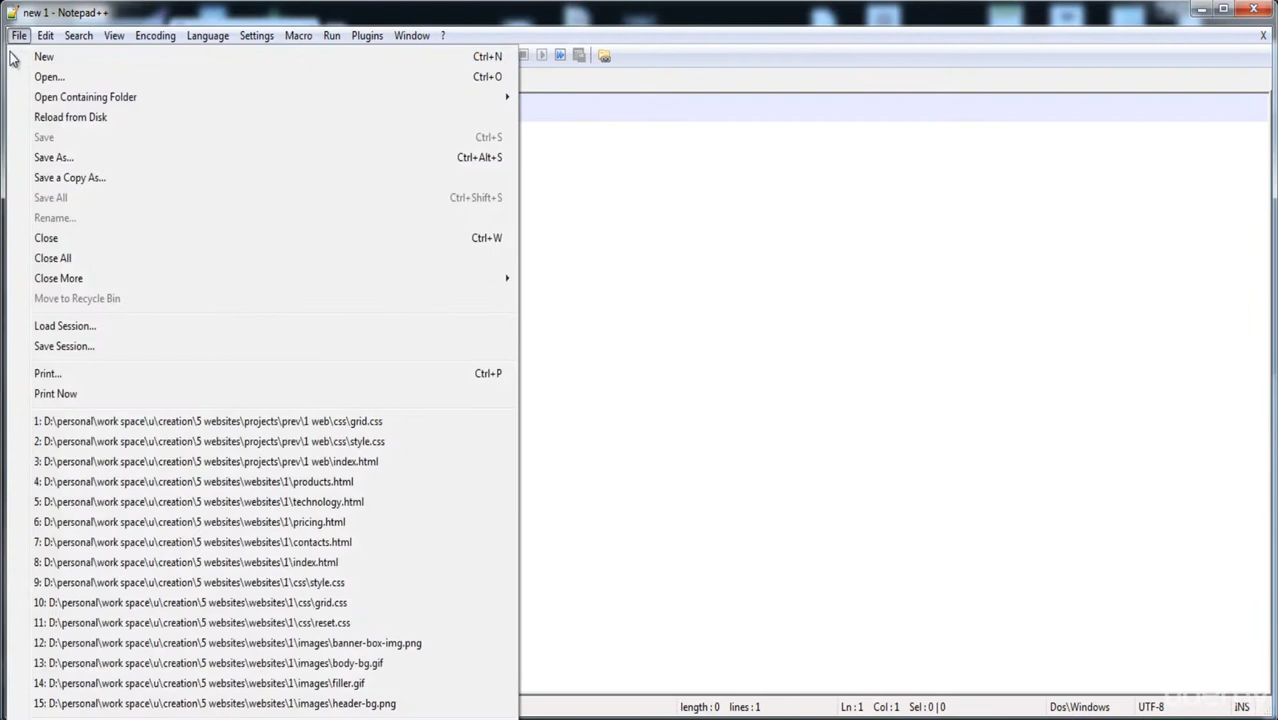 new 1 - Notepad++
File Edit Search View Encoding Language Settings Macro Run Plugins Window ? X
New Ctrl+N
Open... Ctrl+O
Open Containing Folder
Reload from Disk
Save Ctrl+S
Save As... Ctrl+Alt+S
Save a Copy As...
Save All Ctrl+Shift+S
Rename...
Close Ctrl+W
Close All
Close More
Move to Recycle Bin
Load Session...
Save Session...
Print... Ctrl+P
Print Now
1: D:\personal\work space\u\creation\5 websites\projects\prev\1 web\css\grid.css
2: D:\personal\work space\u\creation\5 websites\projects\prev\1 web\css\style.css
3: D:\personal\work space\u\creation\5 websites\projects\prev\1 web\index.html
4: D:\personal\work space\u\creation\5 websites\websites\1\products.html
5: D:\personal\work space\u\creation\5 websites\websites\1\technology.html
6: D:\personal\work space\u\creation\5 websites\websites\1\pricing.html
7: D:\personal\work space\u\creation\5 websites\websites\1\contacts.html
8: D:\personal\work space\u\creation\5 websites\websites\1\index.html
9: D:\personal\work space\u\creation\5 websites\websites\1\css\style.css
10: D:\personal\work space\u\creation\5 websites\websites\1\css\grid.css
11: D:\personal\work space\u\creation\5 websites\websites\1\css\reset.css
12: D:\personal\work space\u\creation\5 websites\websites\1\images\banner-box-img.png
13: D:\personal\work space\u\creation\5 websites\websites\1\images\body-bg.gif
14: D:\personal\work space\u\creation\5 websites\websites\1\images\filler.gif
15: D:\personal\work space\u\creation\5 websites\websites\1\images\header-bg.png
length : 0 lines : 1 Ln : 1 Col : 1 Sel : 0 | 0 Dos\Windows UTF-8 INS